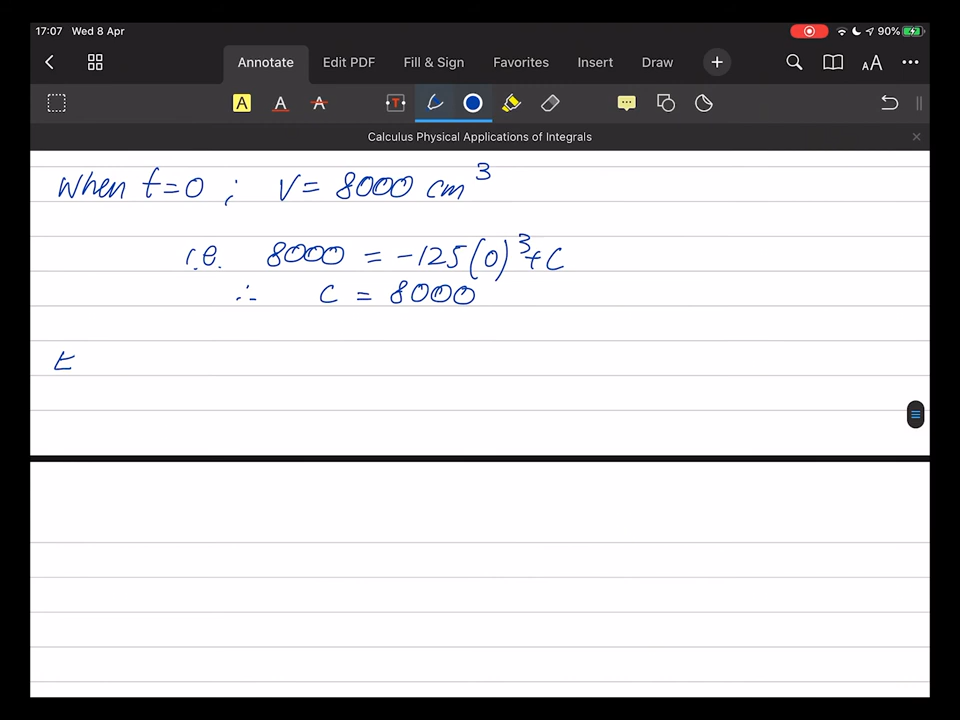 17:07 Wed 8 Apr 90%
Annotate Edit PDF Fill & Sign Favorites Insert Draw
Calculus Physical Applications of Integrals
When t=0 ; V = 8000 cm³
i.e. 8000 = -125(0)³+C
∴ C = 8000
t